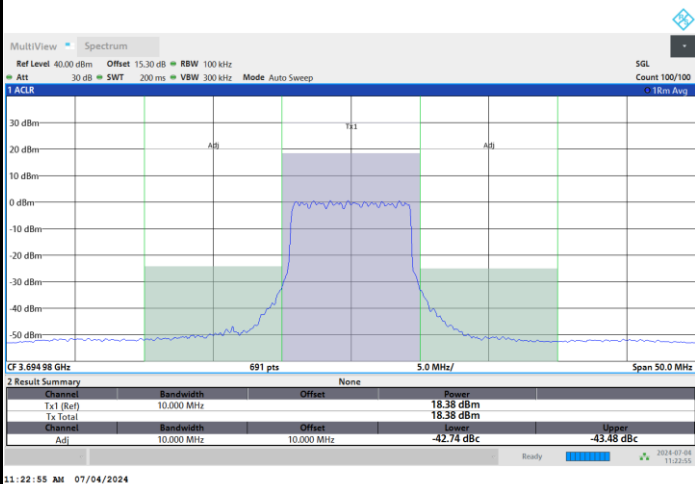 MultiView Spectrum
Ref Level 40.00 dBm Offset 15.30 dB RBW 100 kHz SGL
Att 30 dB SWT 200 ms VBW 300 kHz Mode Auto Sweep Count 100/100
1 ACLR 1Rm Avg
30 dBm
Tx1
20 dBm
Adj Adj
10 dBm
0 dBm
-10 dBm
-20 dBm
-30 dBm
-40 dBm
-50 dBm
CF 3.694 98 GHz 691 pts 5.0 MHz/ Span 50.0 MHz
2 Result Summary None
Channel Bandwidth Offset Power
Tx1 (Ref) 10.000 MHz 18.38 dBm
Tx Total 18.38 dBm
Channel Bandwidth Offset Lower Upper
Adj 10.000 MHz 10.000 MHz -42.74 dBc -43.48 dBc
Ready 2024-07-04
11:22:55
11:22:55 AM 07/04/2024